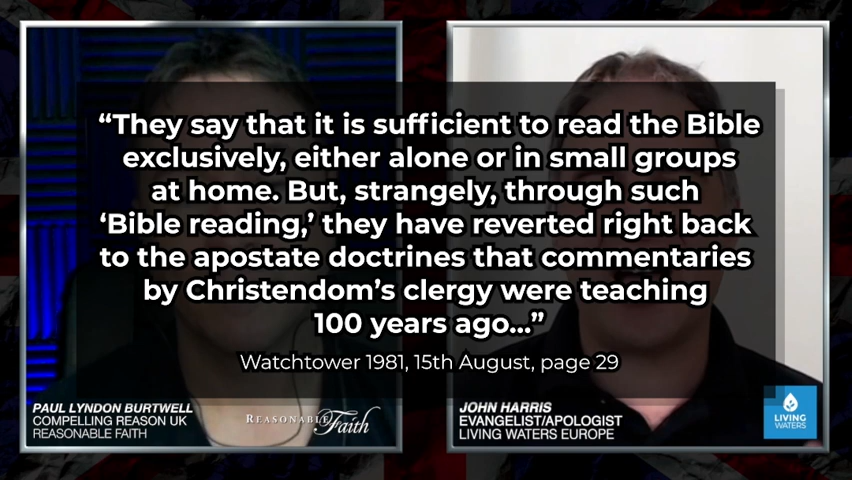 “They say that it is sufficient to read the Bible
exclusively, either alone or in small groups
at home. But, strangely, through such
‘Bible reading,’ they have reverted right back
to the apostate doctrines that commentaries
by Christendom’s clergy were teaching
100 years ago...”
Watchtower 1981, 15th August, page 29
PAUL LYNDON BURTWELL
COMPELLING REASON UK
REASONABLE FAITH
REASONABLE Faith
JOHN HARRIS
EVANGELIST/APOLOGIST
LIVING WATERS EUROPE
LIVING
WATERS